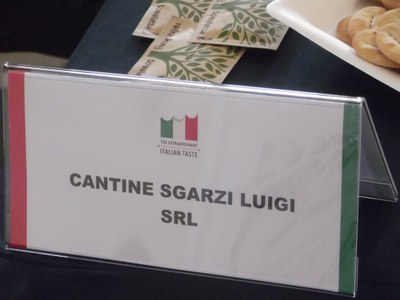 THE EXTRAORDINARY
ITALIAN TASTE
CANTINE SGARZI LUIGI
SRL